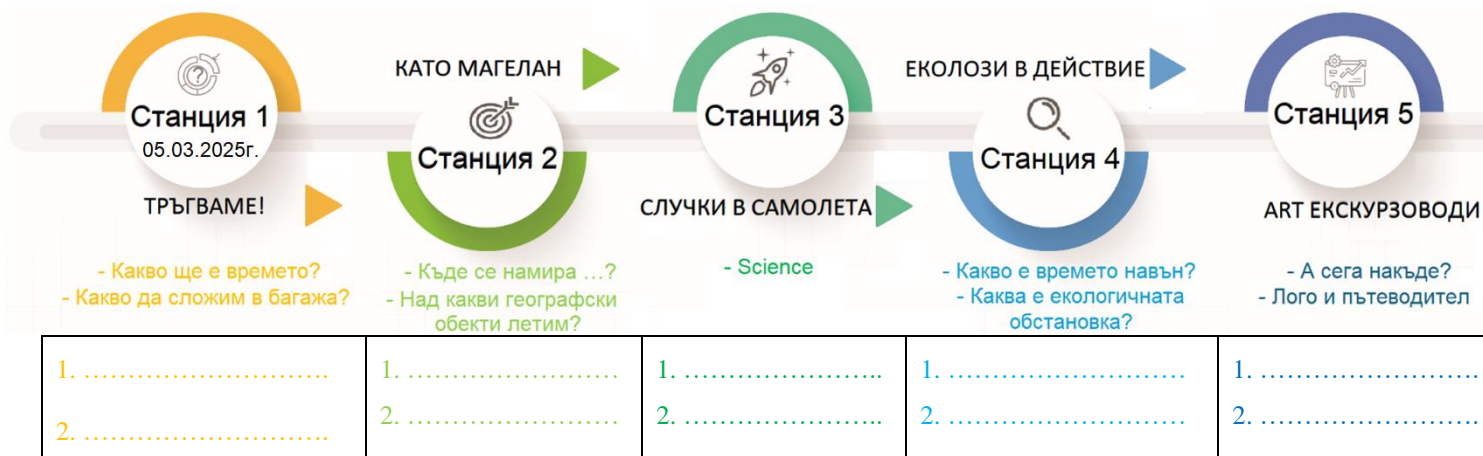 Станция 1
05.03.2025г.
ТРЪГВАМЕ!
- Какво ще е времето?
- Какво да сложим в багажа?
КАТО МАГЕЛАН
Станция 2
- Къде се намира ...?
- Над какви географски
обекти летим?
Станция 3
СЛУЧКИ В САМОЛЕТА
- Science
ЕКОЛОЗИ В ДЕЙСТВИЕ
Станция 4
- Какво е времето навън?
- Каква е екологичната
обстановка?
Станция 5
ART ЕКСКУРЗОВОДИ
- А сега накъде?
- Лого и пътеводител
1. ……………………….
2. ……………………….
1. ……………………
2. ……………………
1. …………………..
2. …………………..
1. ………………………
2. ………………………
1. …………………….
2. …………………….